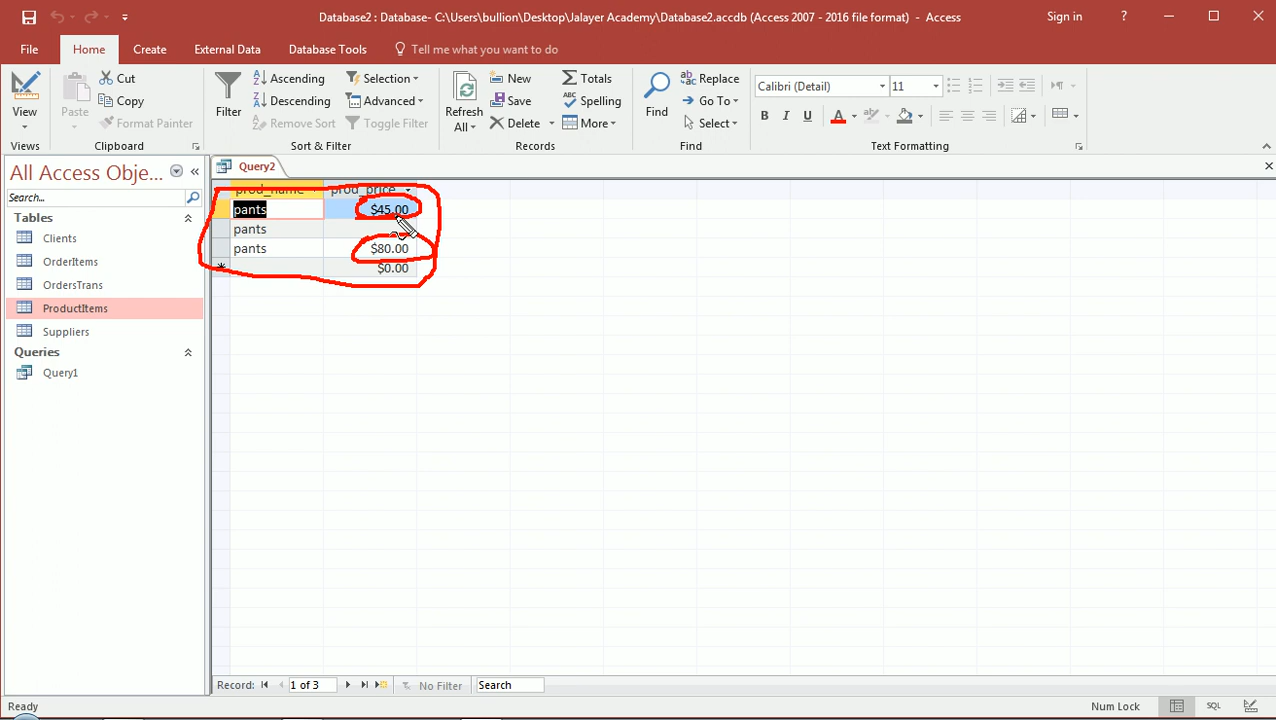 Database2 : Database- C:\Users\bullion\Desktop\Jalayer Academy\Database2.accdb (Access 2007 - 2016 file format) - Access
Sign in
?
File Home Create External Data Database Tools Tell me what you want to do
View
Views
Paste
Cut
Copy
Format Painter
Clipboard
Filter
Ascending
Descending
Remove Sort
Selection
Advanced
Toggle Filter
Sort & Filter
Refresh
All
New
Save
Delete
Totals
Spelling
More
Records
Find
Replace
Go To
Select
Find
Calibri (Detail) 11
B I U A
Text Formatting
All Access Obje...
Search...
Tables
Clients
OrderItems
OrdersTrans
ProductItems
Suppliers
Queries
Query1
Query2
prod_name prod_price
pants $45.00
pants
pants $80.00
* $0.00
Record: 1 of 3 No Filter Search
Ready
Num Lock SQL